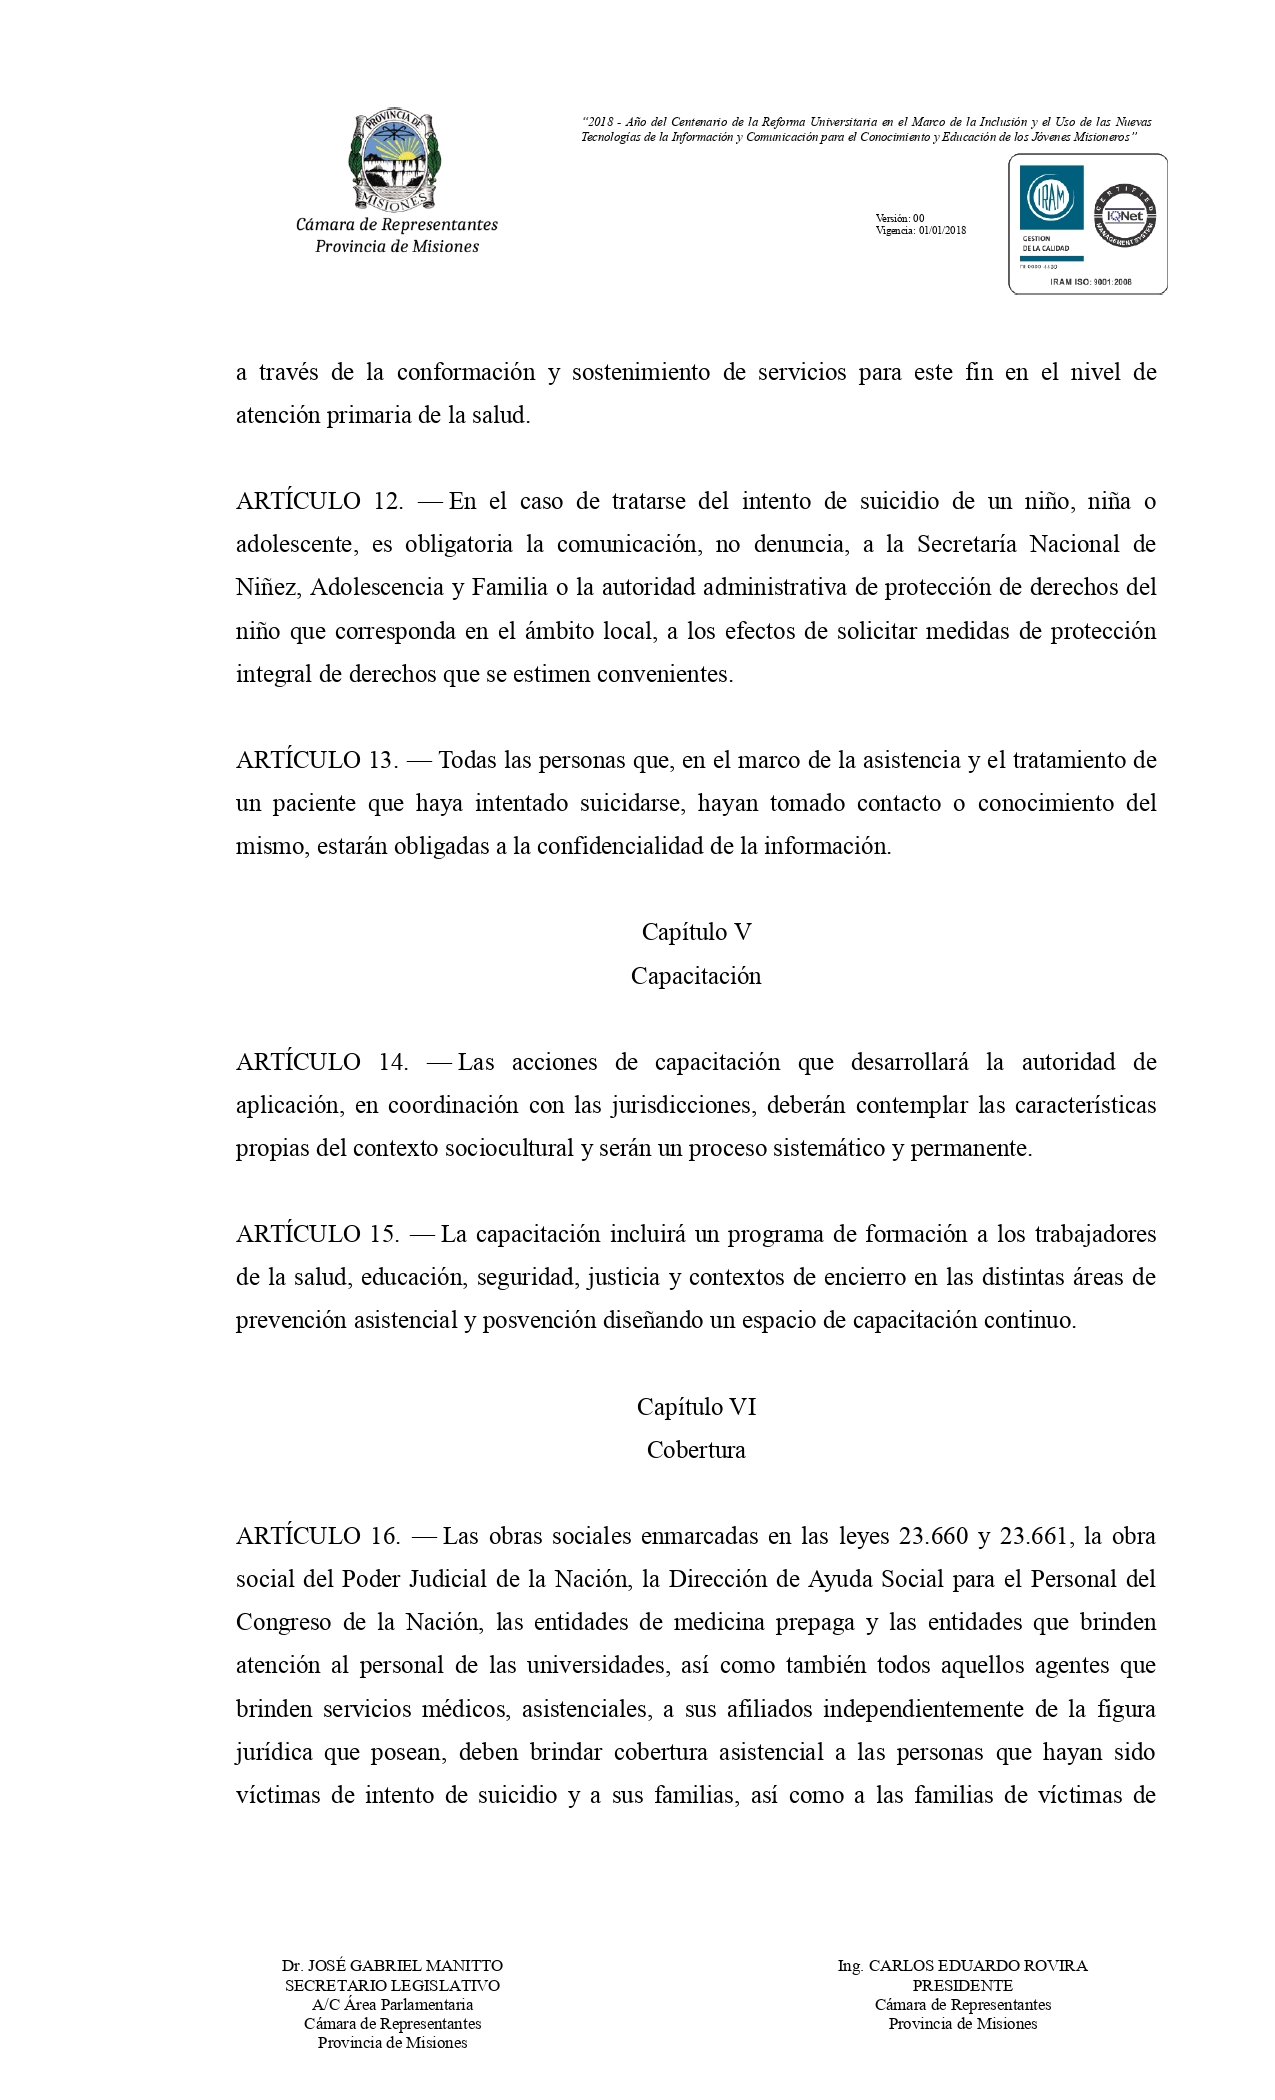 “2018 - Año del Centenario de la Reforma Universitaria en el Marco de la Inclusión y el Uso de las Nuevas
Tecnologías de la Información y Comunicación para el Conocimiento y Educación de los Jóvenes Misioneros”
PROVINCIA DE
MISIONES
Cámara de Representantes
Provincia de Misiones
Versión: 00
Vigencia: 01/01/2018
IRAM
GESTION
DE LA CALIDAD
CERTIFIED
IQNet
MANAGEMENT SYSTEM
IRAM ISO: 9001:2008
a través de la conformación y sostenimiento de servicios para este fin en el nivel de
atención primaria de la salud.
ARTÍCULO 12. — En el caso de tratarse del intento de suicidio de un niño, niña o
adolescente, es obligatoria la comunicación, no denuncia, a la Secretaría Nacional de
Niñez, Adolescencia y Familia o la autoridad administrativa de protección de derechos del
niño que corresponda en el ámbito local, a los efectos de solicitar medidas de protección
integral de derechos que se estimen convenientes.
ARTÍCULO 13. — Todas las personas que, en el marco de la asistencia y el tratamiento de
un paciente que haya intentado suicidarse, hayan tomado contacto o conocimiento del
mismo, estarán obligadas a la confidencialidad de la información.
Capítulo V
Capacitación
ARTÍCULO 14. — Las acciones de capacitación que desarrollará la autoridad de
aplicación, en coordinación con las jurisdicciones, deberán contemplar las características
propias del contexto sociocultural y serán un proceso sistemático y permanente.
ARTÍCULO 15. — La capacitación incluirá un programa de formación a los trabajadores
de la salud, educación, seguridad, justicia y contextos de encierro en las distintas áreas de
prevención asistencial y posvención diseñando un espacio de capacitación continuo.
Capítulo VI
Cobertura
ARTÍCULO 16. — Las obras sociales enmarcadas en las leyes 23.660 y 23.661, la obra
social del Poder Judicial de la Nación, la Dirección de Ayuda Social para el Personal del
Congreso de la Nación, las entidades de medicina prepaga y las entidades que brinden
atención al personal de las universidades, así como también todos aquellos agentes que
brinden servicios médicos, asistenciales, a sus afiliados independientemente de la figura
jurídica que posean, deben brindar cobertura asistencial a las personas que hayan sido
víctimas de intento de suicidio y a sus familias, así como a las familias de víctimas de
Dr. JOSÉ GABRIEL MANITTO
SECRETARIO LEGISLATIVO
A/C Área Parlamentaria
Cámara de Representantes
Provincia de Misiones
Ing. CARLOS EDUARDO ROVIRA
PRESIDENTE
Cámara de Representantes
Provincia de Misiones